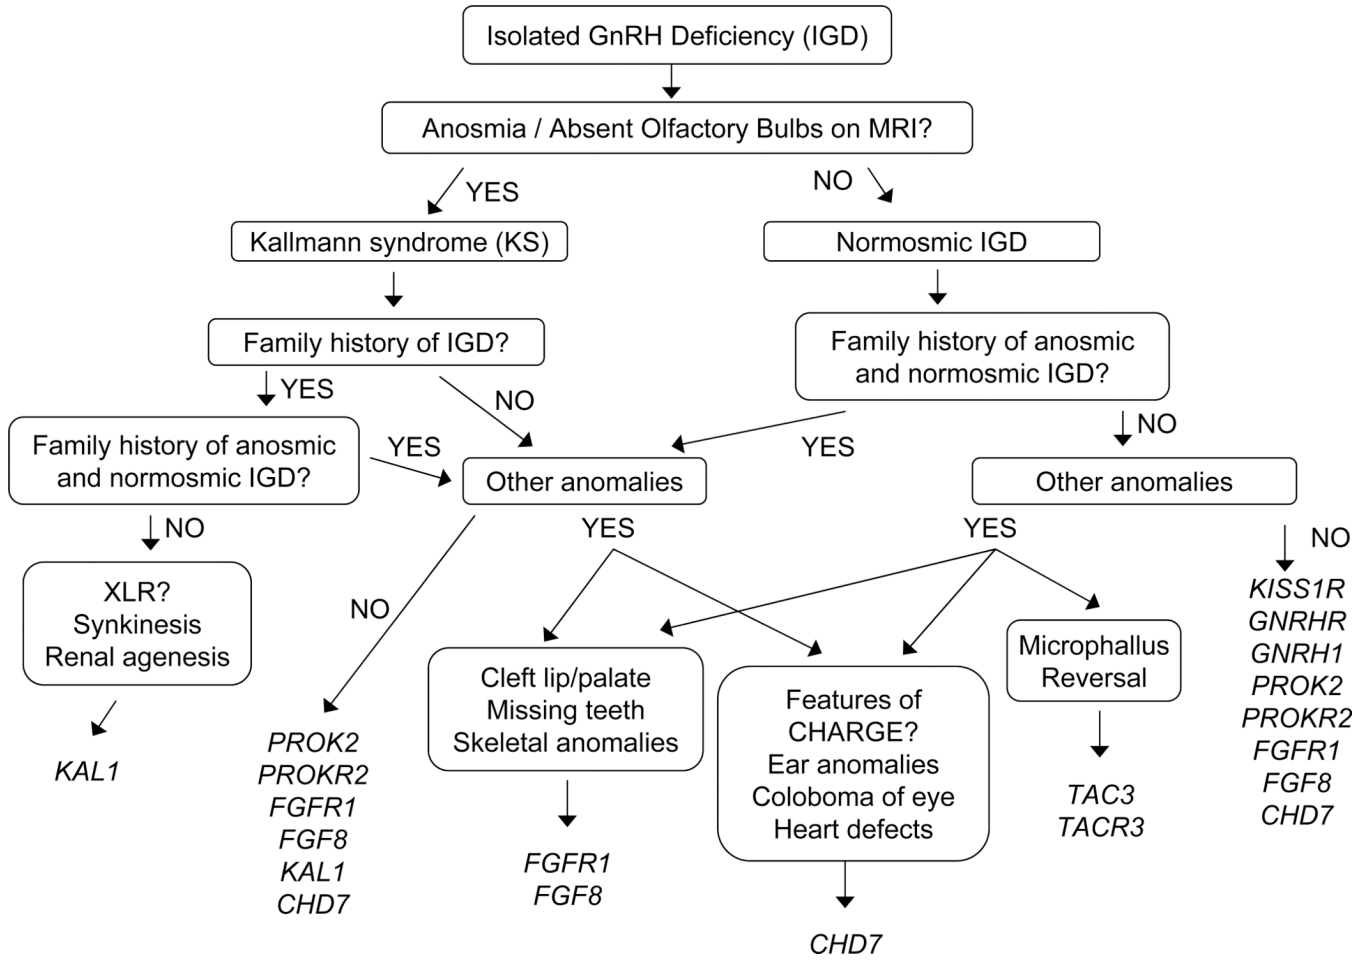 Isolated GnRH Deficiency (IGD)
Anosmia / Absent Olfactory Bulbs on MRI?
YES
NO
Kallmann syndrome (KS)
Normosmic IGD
Family history of IGD?
Family history of anosmic
and normosmic IGD?
YES
NO
YES
NO
Family history of anosmic
and normosmic IGD?
YES
Other anomalies
Other anomalies
NO
YES
YES
NO
XLR?
Synkinesis
Renal agenesis
NO
KAL1
PROK2
PROKR2
FGFR1
FGF8
KAL1
CHD7
Cleft lip/palate
Missing teeth
Skeletal anomalies
FGFR1
FGF8
Features of
CHARGE?
Ear anomalies
Coloboma of eye
Heart defects
CHD7
Microphallus
Reversal
TAC3
TACR3
KISS1R
GNRHR
GNRH1
PROK2
PROKR2
FGFR1
FGF8
CHD7